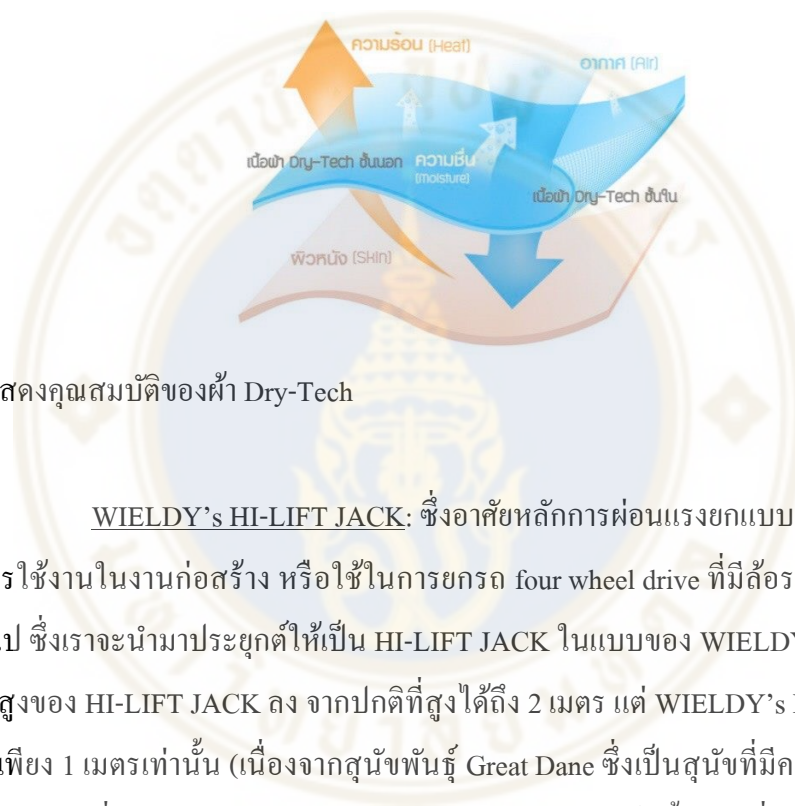 ความร้อน (Heat)
อากาศ (Air)
เนื้อผ้า Dry-Tech ชั้นนอก
ความชื้น
(moisture)
เนื้อผ้า Dry-Tech ชั้นใน
ผิวหนัง (Skin)
สดงคุณสมบัติของผ้า Dry-Tech
WIELDY’s HI-LIFT JACK: ซึ่งอาศัยหลักการผ่อนแรงยกแบบ
รใช้งานในงานก่อสร้าง หรือใช้ในการยกรถ four wheel drive ที่มีล้อร
ป ซึ่งเราจะนำมาประยุกต์ให้เป็น HI-LIFT JACK ในแบบของ WIELDY
สูงของ HI-LIFT JACK ลง จากปกติที่สูงได้ถึง 2 เมตร แต่ WIELDY’s
เพียง 1 เมตรเท่านั้น (เนื่องจากสุนัขพันธุ์ Great Dane ซึ่งเป็นสุนัขที่มีค